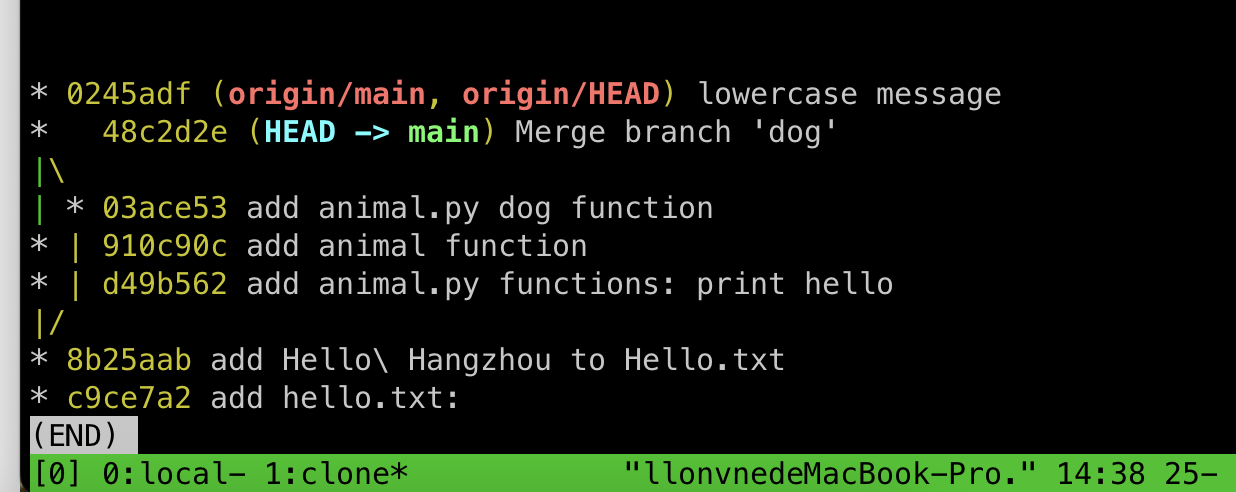 * 0245adf (origin/main, origin/HEAD) lowercase message
*   48c2d2e (HEAD -> main) Merge branch 'dog'
|\
| * 03ace53 add animal.py dog function
* | 910c90c add animal function
* | d49b562 add animal.py functions: print hello
|/
* 8b25aab add Hello\ Hangzhou to Hello.txt
* c9ce7a2 add hello.txt:
(END)
[0] 0:local- 1:clone* "llonvnedeMacBook-Pro." 14:38 25-